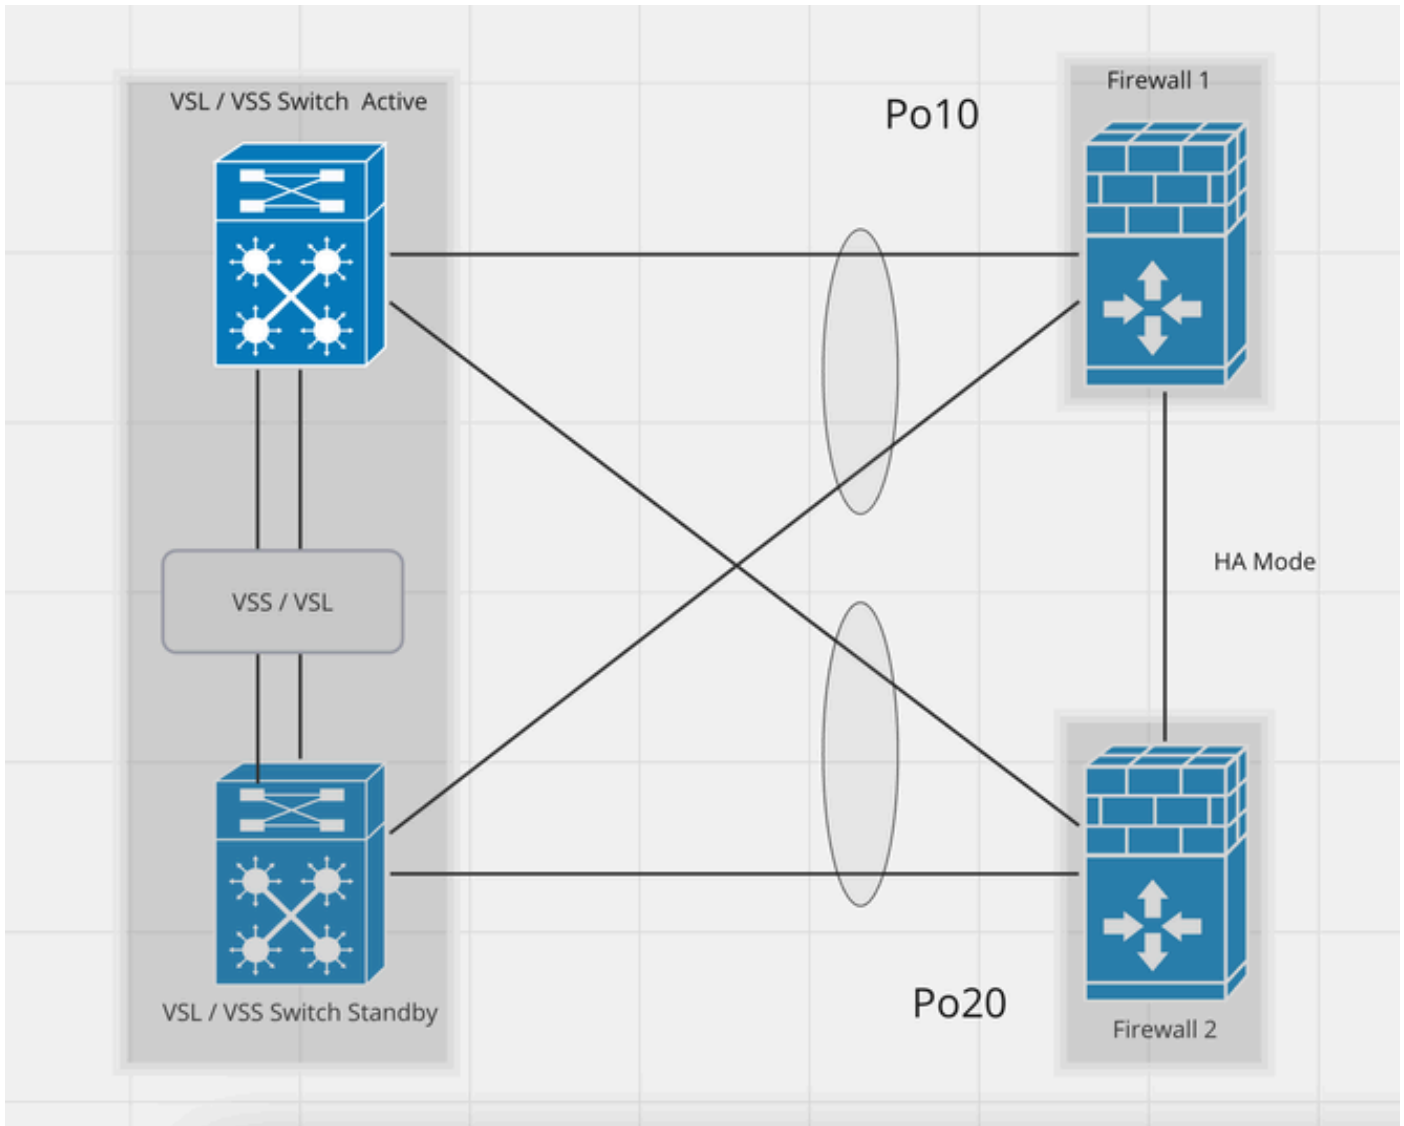 VSL / VSS Switch  Active
Po10
Firewall 1
VSS / VSL
HA Mode
VSL / VSS Switch Standby
Po20
Firewall 2